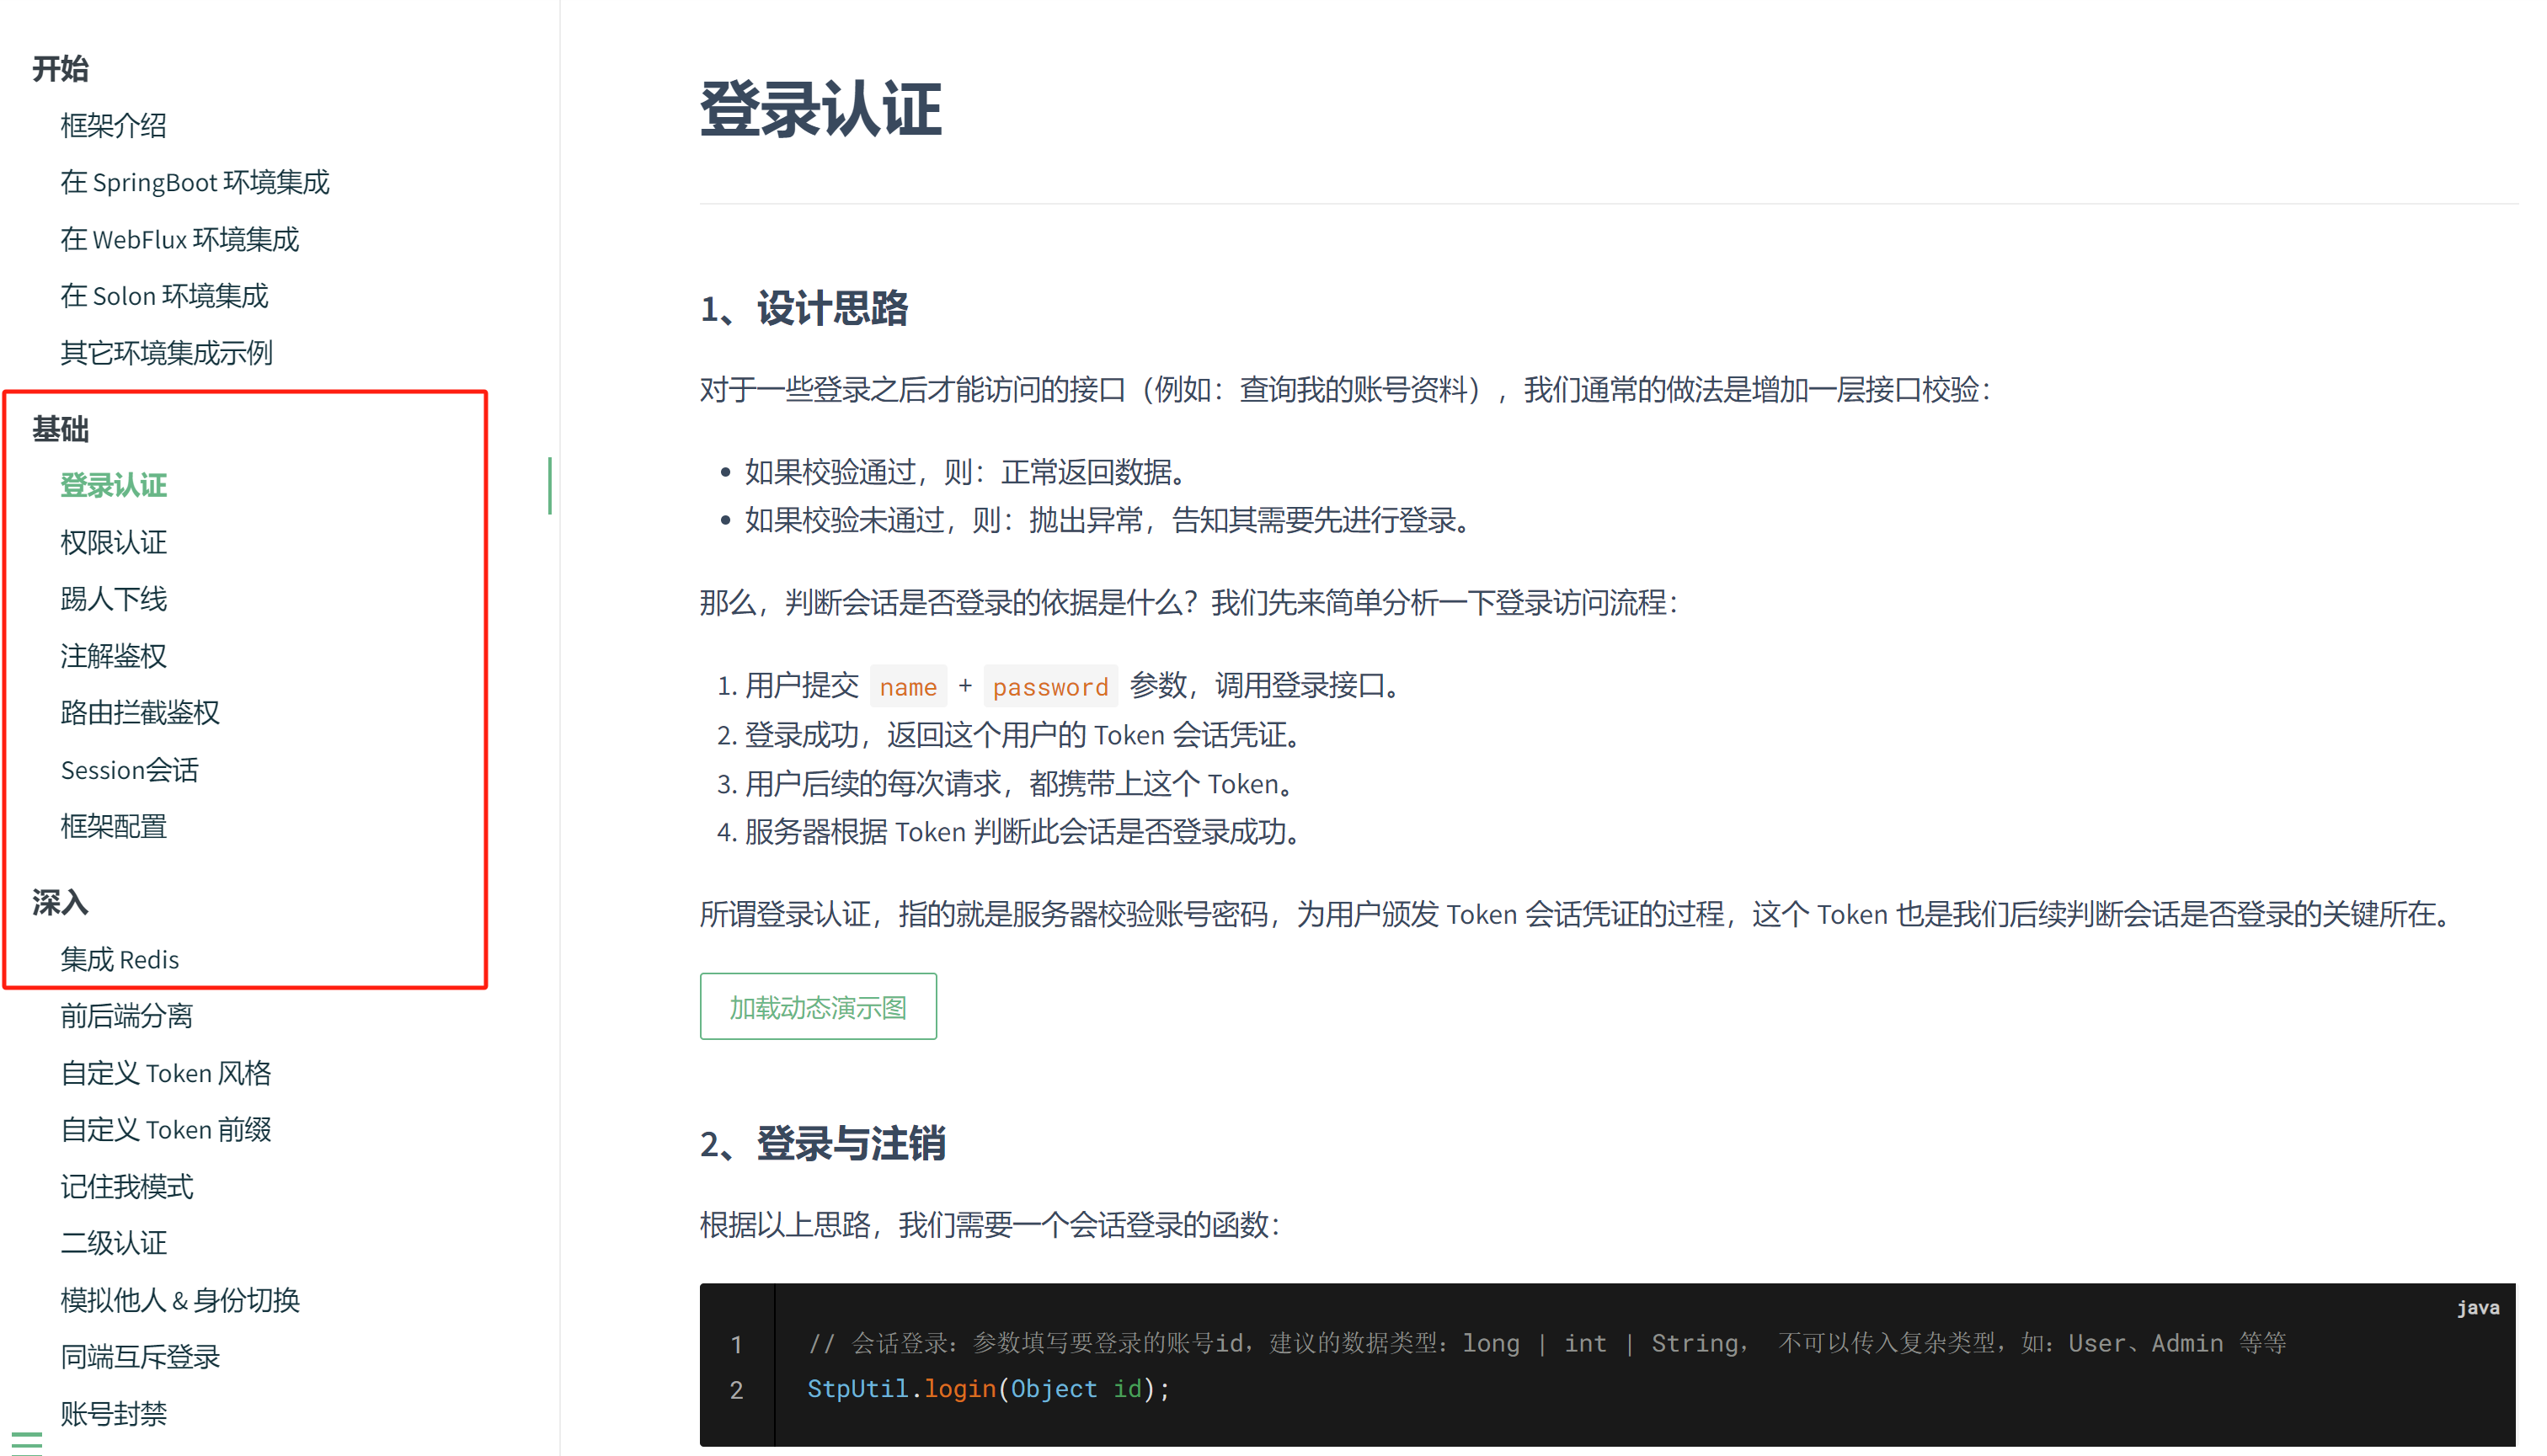 开始
框架介绍
在 SpringBoot 环境集成
在 WebFlux 环境集成
在 Solon 环境集成
其它环境集成示例
基础
登录认证
权限认证
踢人下线
注解鉴权
路由拦截鉴权
Session会话
框架配置
深入
集成 Redis
前后端分离
自定义 Token 风格
自定义 Token 前缀
记住我模式
二级认证
模拟他人 & 身份切换
同端互斥登录
账号封禁
登录认证
1、设计思路
对于一些登录之后才能访问的接口（例如：查询我的账号资料），我们通常的做法是增加一层接口校验：
• 如果校验通过，则：正常返回数据。
• 如果校验未通过，则：抛出异常，告知其需要先进行登录。
那么，判断会话是否登录的依据是什么？我们先来简单分析一下登录访问流程：
1. 用户提交 name + password 参数，调用登录接口。
2. 登录成功，返回这个用户的 Token 会话凭证。
3. 用户后续的每次请求，都携带上这个 Token。
4. 服务器根据 Token 判断此会话是否登录成功。
所谓登录认证，指的就是服务器校验账号密码，为用户颁发 Token 会话凭证的过程，这个 Token 也是我们后续判断会话是否登录的关键所在。
加载动态演示图
2、登录与注销
根据以上思路，我们需要一个会话登录的函数：
java
1 // 会话登录：参数填写要登录的账号id，建议的数据类型：long | int | String， 不可以传入复杂类型，如：User、Admin 等等
2 StpUtil.login(Object id);